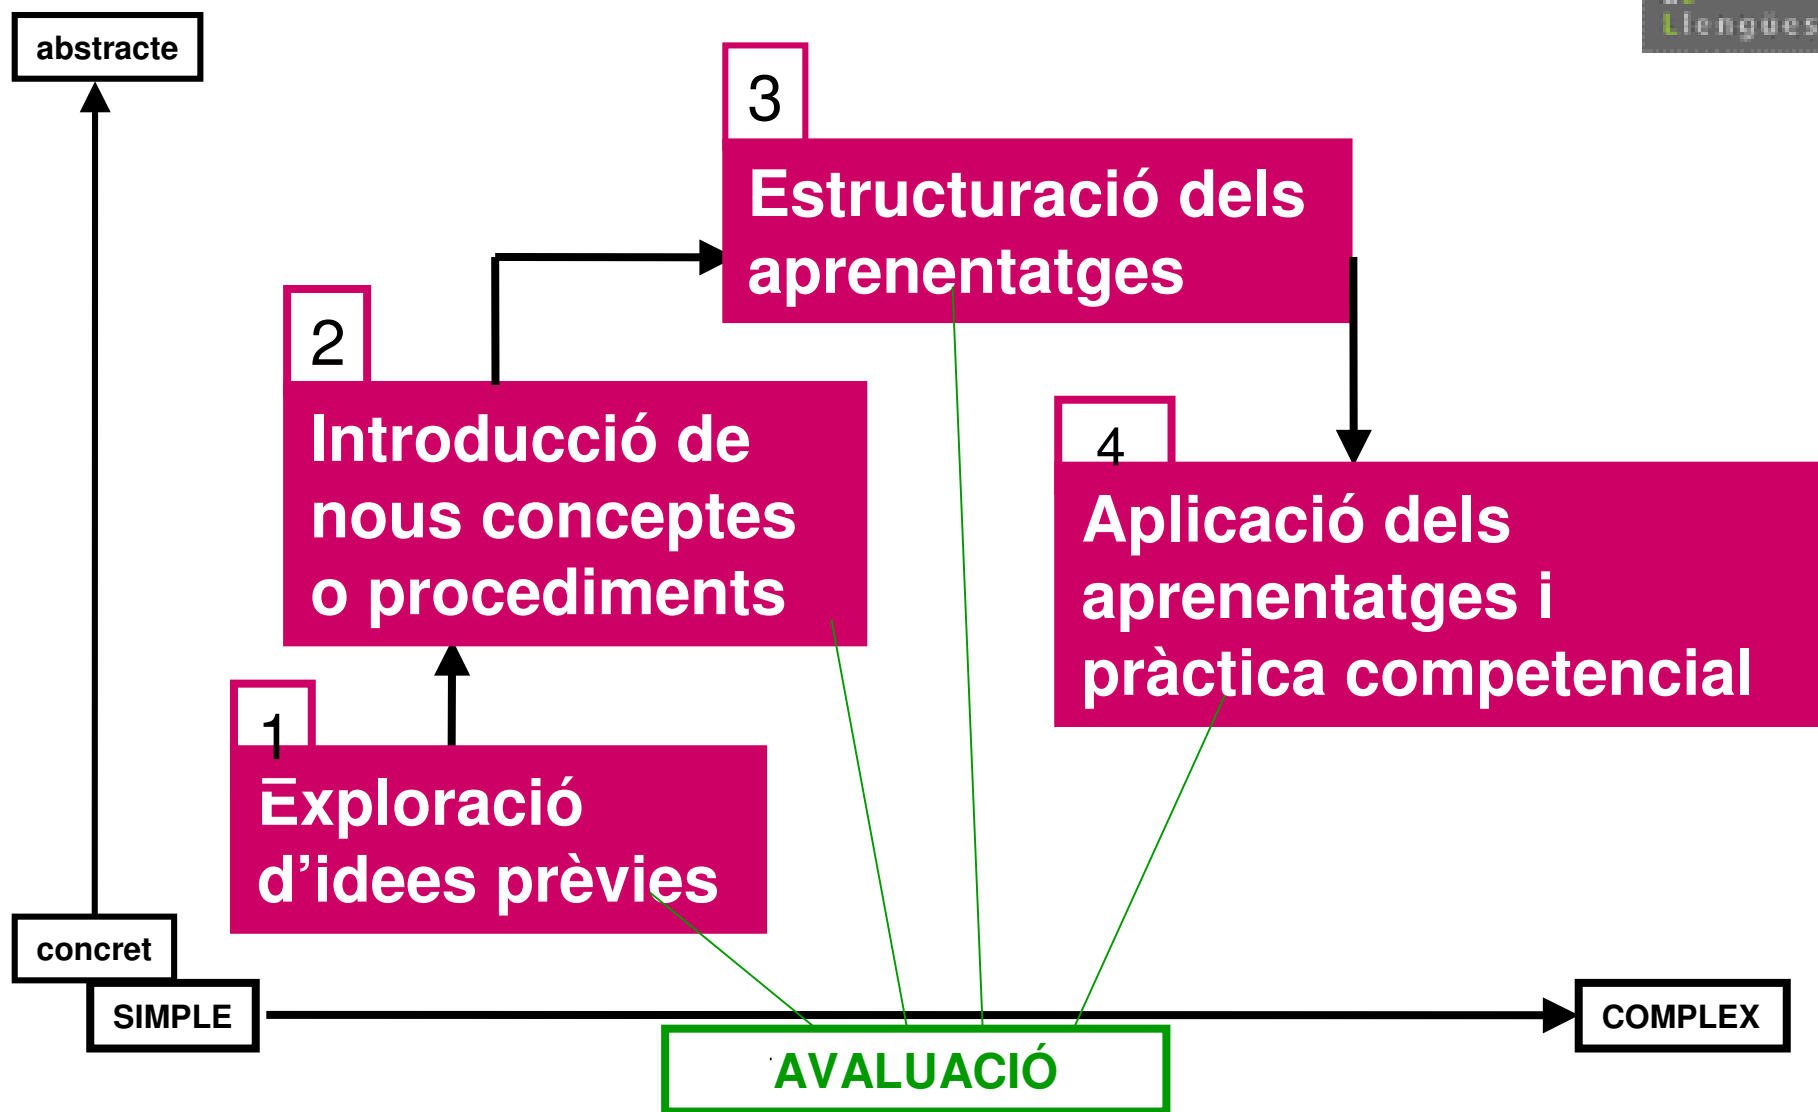 abstracte
Llengües
3
Estructuració dels
aprenentatges
2
Introducció de
nous conceptes
o procediments
4
Aplicació dels
aprenentatges i
pràctica competencial
1
Exploració
d’idees prèvies
concret
SIMPLE
COMPLEX
AVALUACIÓ